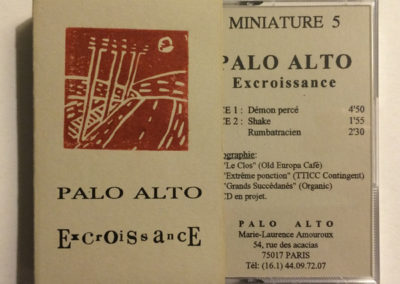 PALO ALTO
ExcroissancE
MINIATURE 5
PALO ALTO
Excroissance
CE 1 : Démon percé 4'50
CE 2 : Shake 1'55
Rumbatracien 2'30
ographie:
"Le Clos" (Old Europa Café)
"Extrême ponction" (TTICC Contingent)
"Grands Succédanés" (Organic)
CD en projet.
PALO ALTO
Marie-Laurence Amouroux
54, rue des acacias
75017 PARIS
Tél: (16.1) 44.09.72.07